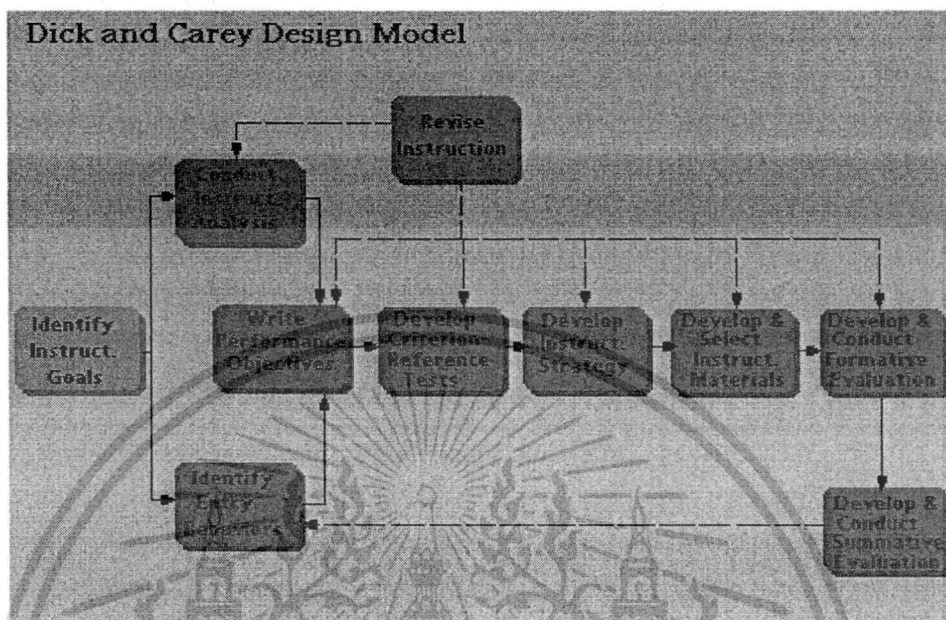 Dick and Carey Design Model
Revise
Instruction
Conduct
Instruct.
Analysis
Identify
Instruct.
Goals
Write
Performance
Objectives
Develop
Criterion-
Reference
Tests
Develop
Instruct.
Strategy
Develop &
Select
Instruct.
Materials
Develop &
Conduct
Formative
Evaluation
Identify
Entry
Behaviors
Develop &
Conduct
Summative
Evaluation